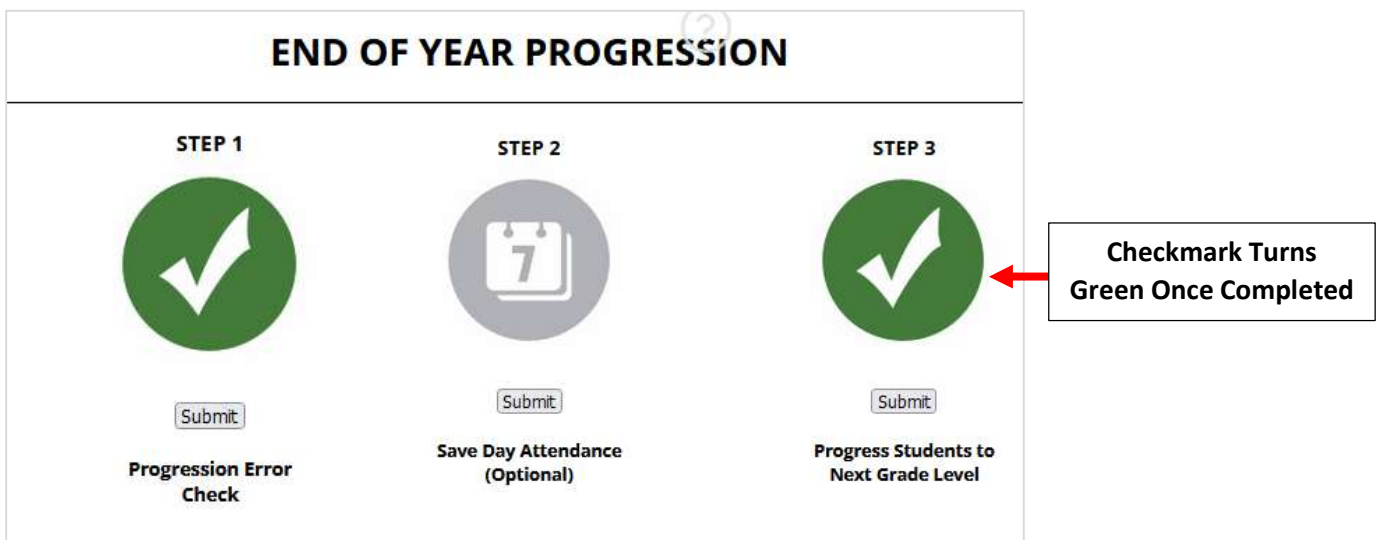 ?
END OF YEAR PROGRESSION
STEP 1
STEP 2
STEP 3
7
Checkmark Turns
Green Once Completed
Submit
Submit
Submit
Progression Error
Check
Save Day Attendance
(Optional)
Progress Students to
Next Grade Level